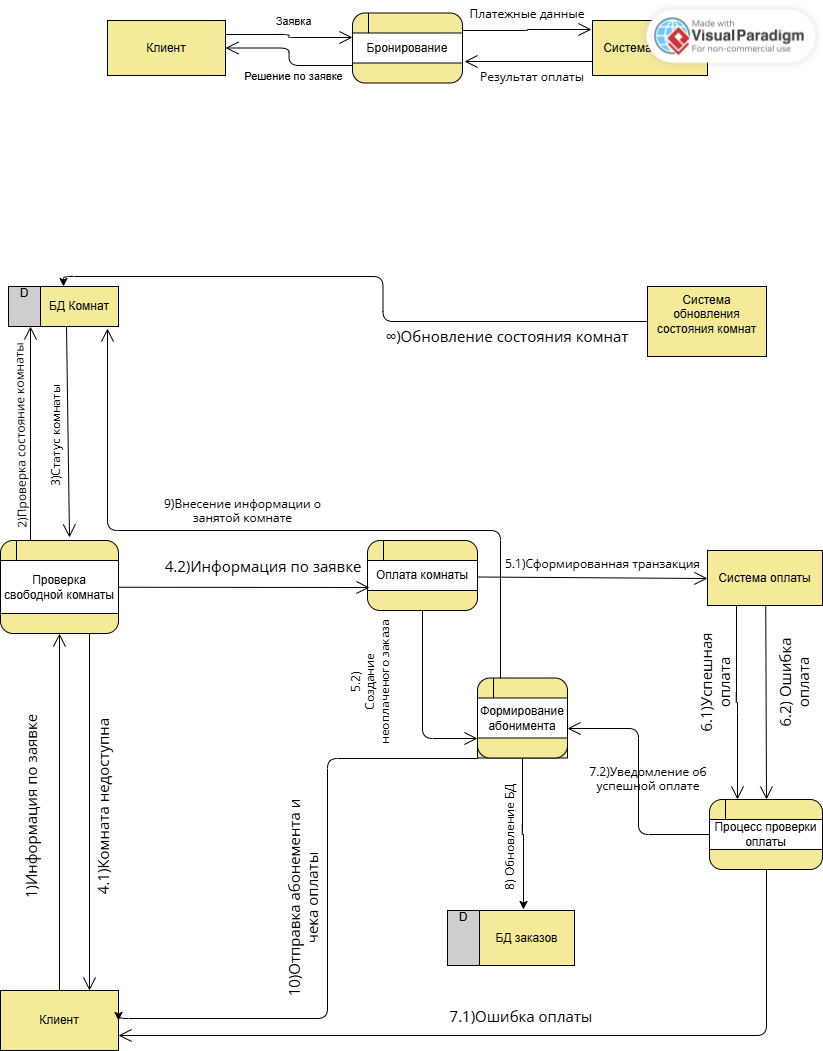 Заявка
Платежные данные
Клиент
Бронирование
Система
Решение по заявке
Результат оплаты
Made with
VisualParadigm
For non-commercial use
D
БД Комнат
Система
обновления
состояния комнат
∞)Обновление состояния комнат
2)Проверка состояние комнаты
3)Статус комнаты
9)Внесение информации о
занятой комнате
Проверка
свободной комнаты
4.2)Информация по заявке
Оплата комнаты
5.1)Сформированная транзакция
Система оплаты
5.2)
Создание
неоплаченого заказа
6.1)Успешная
оплата
6.2) Ошибка
оплата
Формирование
абонимента
7.2)Уведомление об
успешной оплате
Процесс проверки
оплаты
1)Информация по заявке
4.1)Комната недоступна
10)Отправка абонемента и
чека оплаты
8) Обновление БД
D
БД заказов
Клиент
7.1)Ошибка оплаты